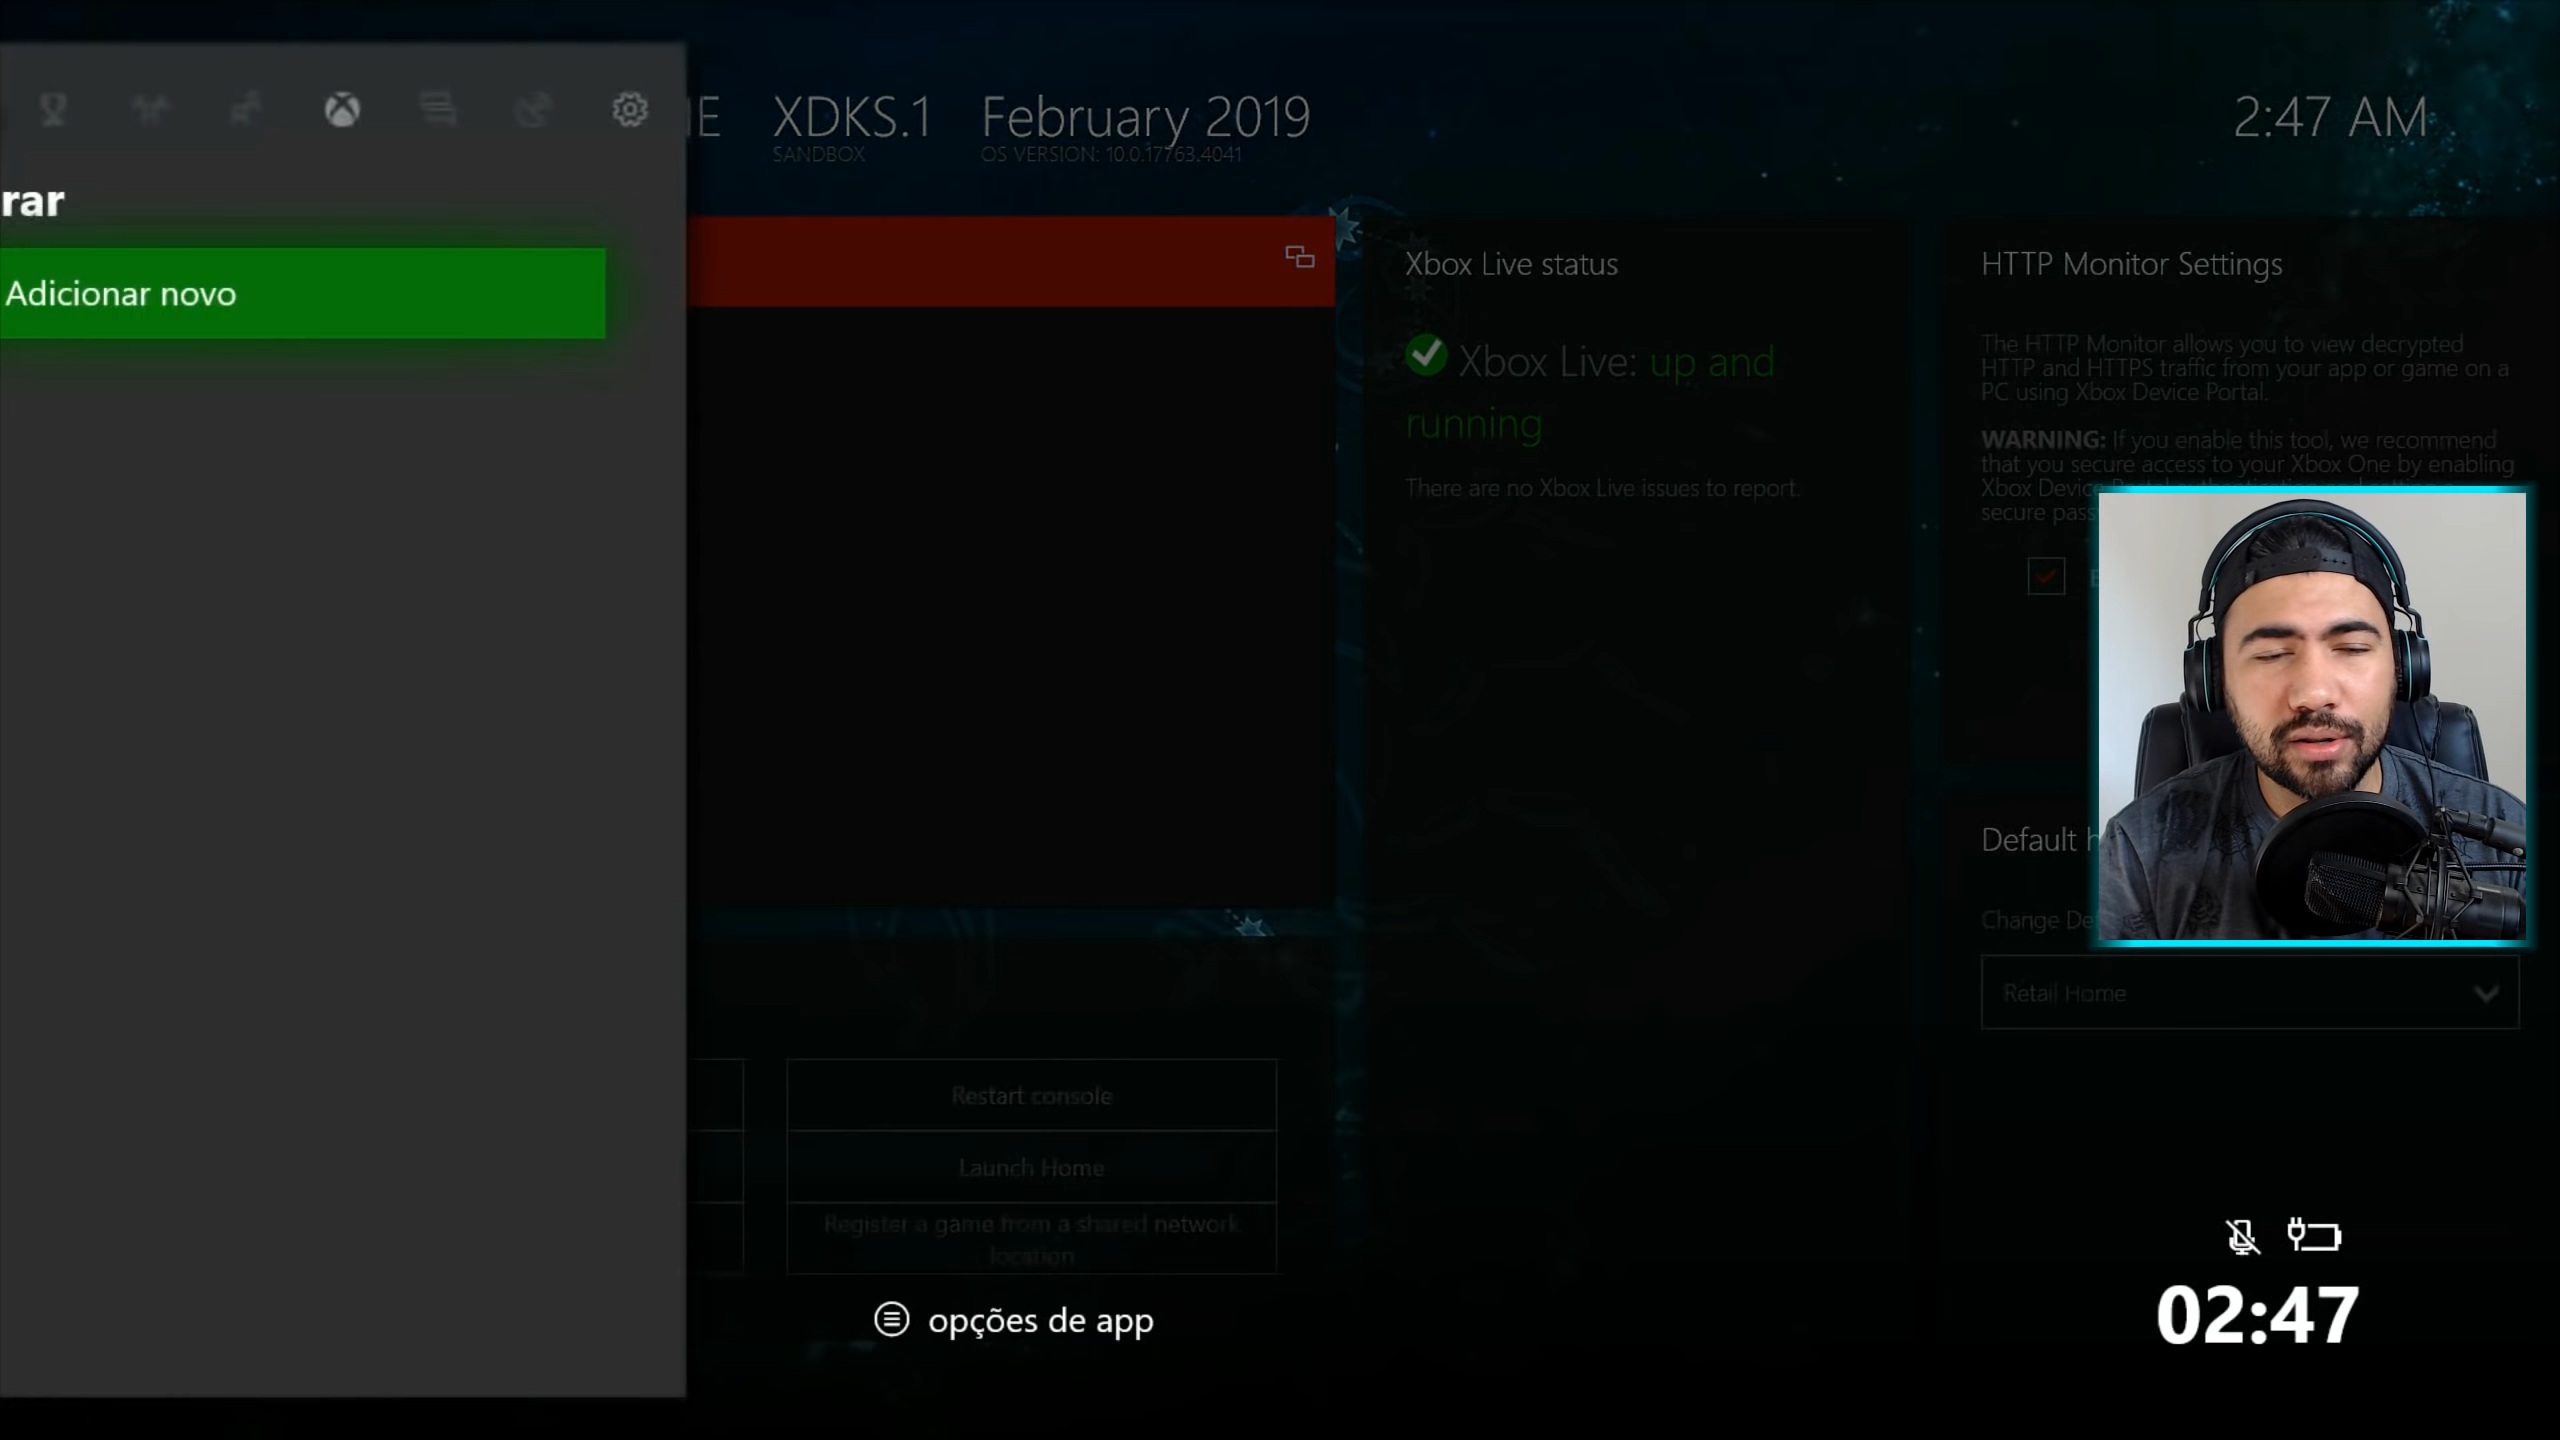 E
XDKS.1
SANDBOX
February 2019
OS VERSION: 10.0.17763.4041
2:47 AM
rar
Adicionar novo
Xbox Live status
Xbox Live: up and
running
There are no Xbox Live issues to report.
HTTP Monitor Settings
The HTTP Monitor allows you to view decrypted
HTTP and HTTPS traffic from your app or game on a
PC using Xbox Device Portal.
WARNING: If you enable this tool, we recommend
that you secure access to your Xbox One by enabling
Xbox Device
secure pass
E
Default h
Change De
Retail Home
Restart console
Launch Home
Register a game from a shared network
location
opções de app
02:47